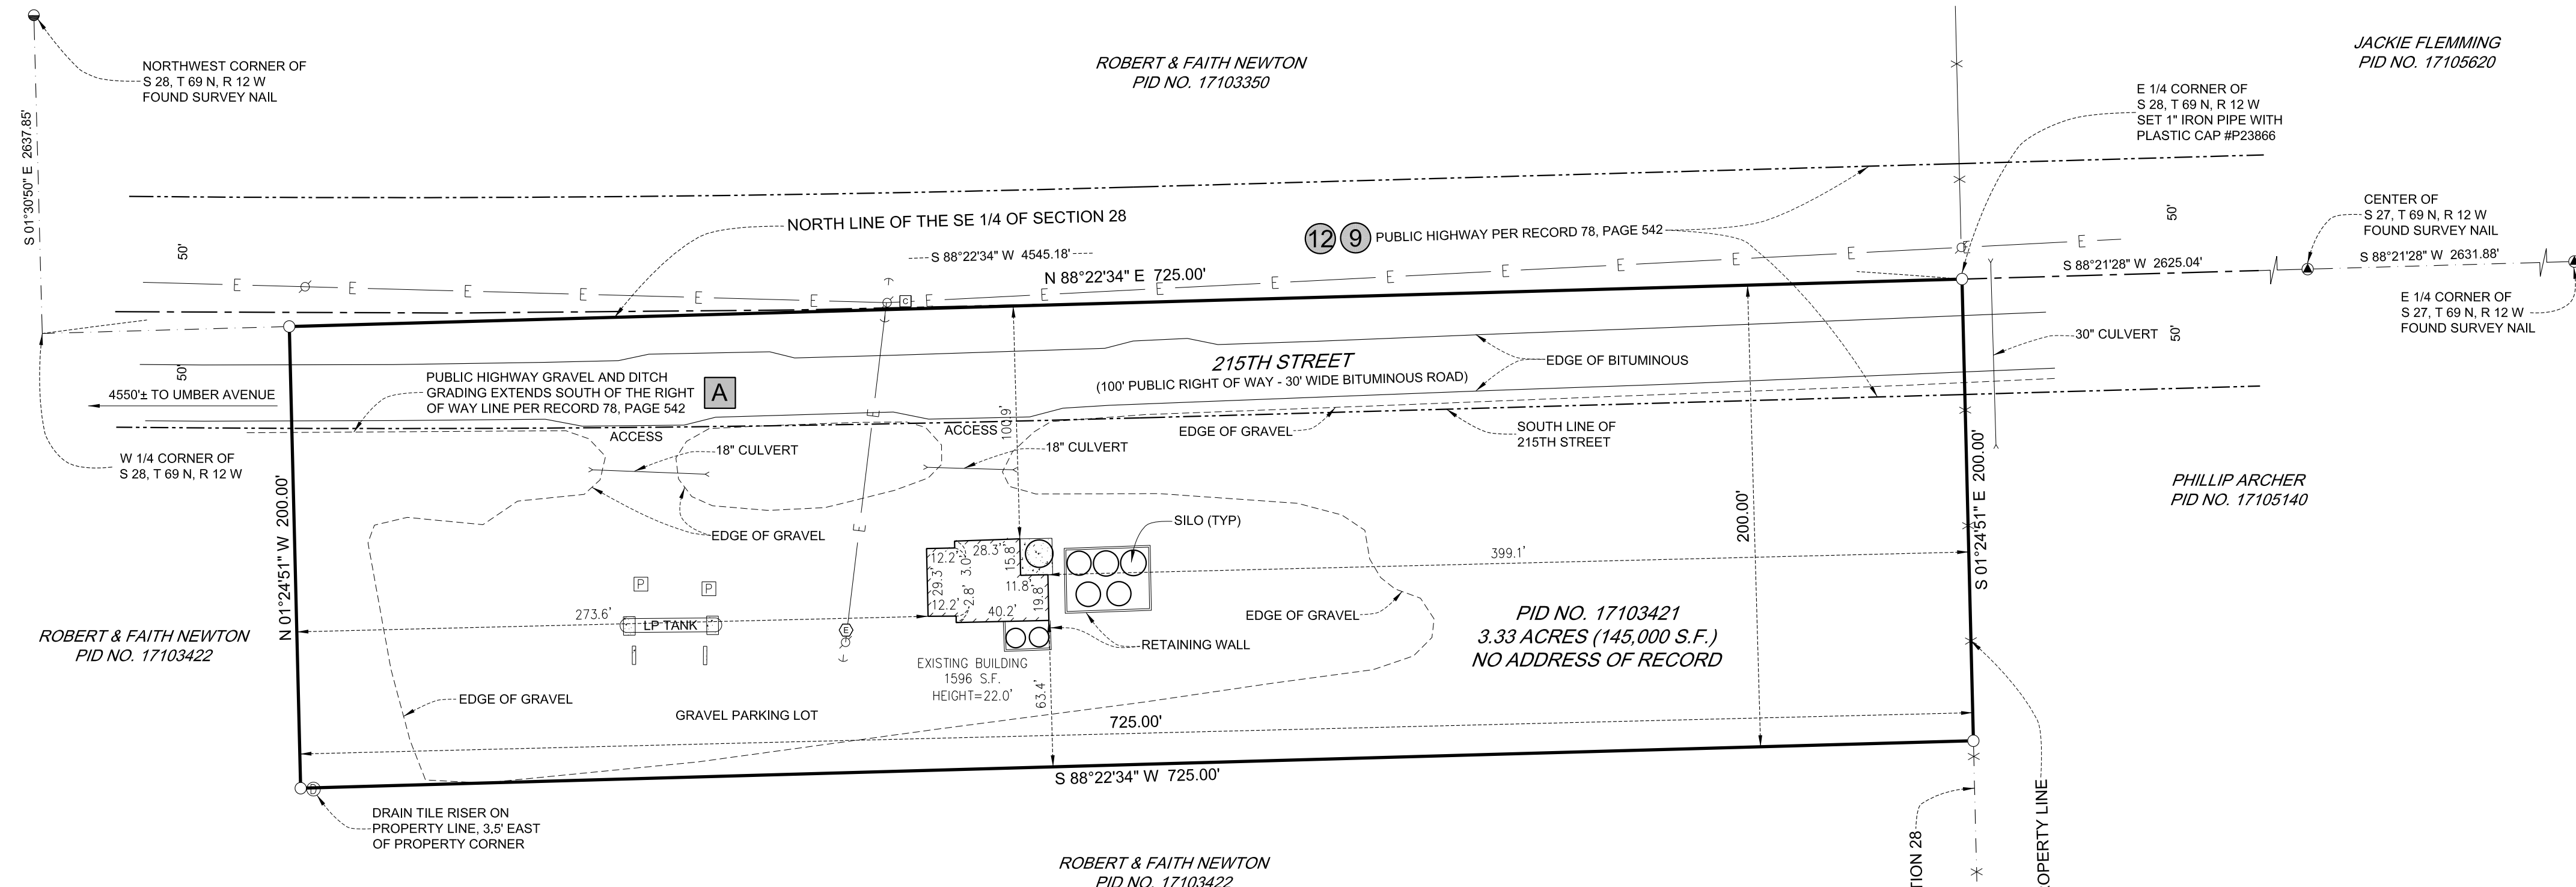 NORTHWEST CORNER OF
S 28, T 69 N, R 12 W
FOUND SURVEY NAIL
S 01°30'50" E 2637.85'
ROBERT & FAITH NEWTON
PID NO. 17103350
JACKIE FLEMMING
PID NO. 17105620
E 1/4 CORNER OF
S 28, T 69 N, R 12 W
SET 1" IRON PIPE WITH
PLASTIC CAP #P23866
CENTER OF
S 27, T 69 N, R 12 W
FOUND SURVEY NAIL
NORTH LINE OF THE SE 1/4 OF SECTION 28
12 9 PUBLIC HIGHWAY PER RECORD 78, PAGE 542
50'
50'
S 88°22'34" W 4545.18'
N 88°22'34" E 725.00'
S 88°21'28" W 2625.04'
S 88°21'28" W 2631.88'
E E E E E C E E E E E E E E E E E
E 1/4 CORNER OF
S 27, T 69 N, R 12 W
FOUND SURVEY NAIL
30" CULVERT
50'
50'
215TH STREET
(100' PUBLIC RIGHT OF WAY - 30' WIDE BITUMINOUS ROAD)
EDGE OF BITUMINOUS
4550'± TO UMBER AVENUE
PUBLIC HIGHWAY GRAVEL AND DITCH
GRADING EXTENDS SOUTH OF THE RIGHT
OF WAY LINE PER RECORD 78, PAGE 542
A
E
100.9'
ACCESS
ACCESS
EDGE OF GRAVEL
SOUTH LINE OF
215TH STREET
18" CULVERT
18" CULVERT
W 1/4 CORNER OF
S 28, T 69 N, R 12 W
N 01°24'51" W 200.00'
200.00'
S 01°24'51" E 200.00'
PHILLIP ARCHER
PID NO. 17105140
EDGE OF GRAVEL
E
SILO (TYP)
28.3'
12.2'
3.0'
15.8'
29.3'
11.8'
2.8'
12.2'
40.2'
19.8'
399.1'
P P
273.6'
LP TANK
E
EDGE OF GRAVEL
PID NO. 17103421
3.33 ACRES (145,000 S.F.)
NO ADDRESS OF RECORD
RETAINING WALL
ROBERT & FAITH NEWTON
PID NO. 17103422
EXISTING BUILDING
1596 S.F.
HEIGHT=22.0'
63.4'
EDGE OF GRAVEL
GRAVEL PARKING LOT
725.00'
S 88°22'34" W 725.00'
D
DRAIN TILE RISER ON
PROPERTY LINE, 3.5' EAST
OF PROPERTY CORNER
ROBERT & FAITH NEWTON
PID NO. 17103422
TION 28
OPERTY LINE